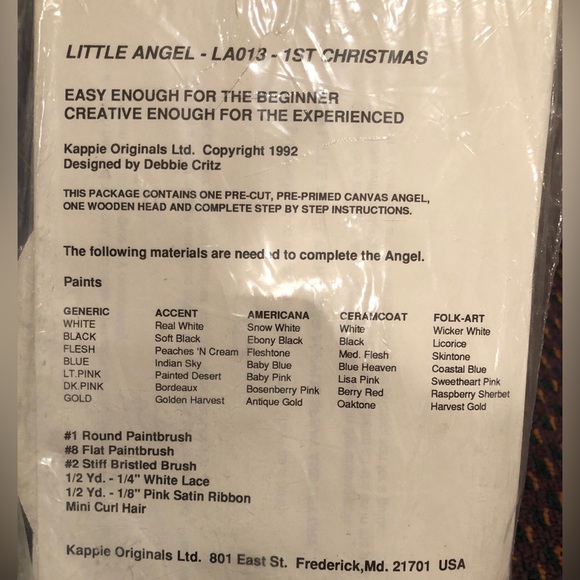 LITTLE ANGEL - LA013 - 1ST CHRISTMAS
EASY ENOUGH FOR THE BEGINNER
CREATIVE ENOUGH FOR THE EXPERIENCED
Kappie Originals Ltd. Copyright 1992
Designed by Debbie Critz
THIS PACKAGE CONTAINS ONE PRE-CUT, PRE-PRIMED CANVAS ANGEL,
ONE WOODEN HEAD AND COMPLETE STEP BY STEP INSTRUCTIONS.
The following materials are needed to complete the Angel.
Paints
GENERIC ACCENT AMERICANA CERAMCOAT FOLK-ART
WHITE Real White Snow White White Wicker White
BLACK Soft Black Ebony Black Black Licorice
FLESH Peaches 'N Cream Fleshtone Med. Flesh Skintone
BLUE Indian Sky Baby Blue Blue Heaven Coastal Blue
LT.PINK Painted Desert Baby Pink Lisa Pink Sweetheart Pink
DK.PINK Bordeaux Bosenberry Pink Berry Red Raspberry Sherbet
GOLD Golden Harvest Antique Gold Oaktone Harvest Gold
#1 Round Paintbrush
#8 Flat Paintbrush
#2 Stiff Bristled Brush
1/2 Yd. - 1/4" White Lace
1/2 Yd. - 1/8" Pink Satin Ribbon
Mini Curl Hair
Kappie Originals Ltd. 801 East St. Frederick,Md. 21701 USA